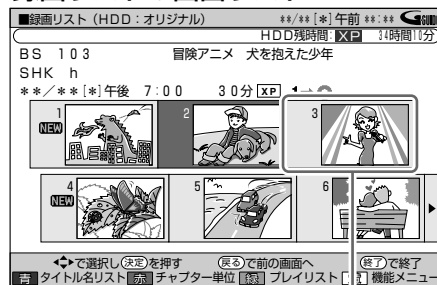 ■録画リスト（HDD：オリジナル） **/** [*] 午前 **:** G-GUIDE
HDD残時間: XP 34時間10分
BS 103 冒険アニメ 犬を抱えた少年
SHK h
**／** [*] 午後 7:00 30分 XP
1 2 3
NEW
4 5 6
NEW
で選択し 決定 を押す 戻る で前の画面へ 終了 で終了
青 タイトル名リスト 赤 チャプター単位 緑 プレイリスト 機能メニュー